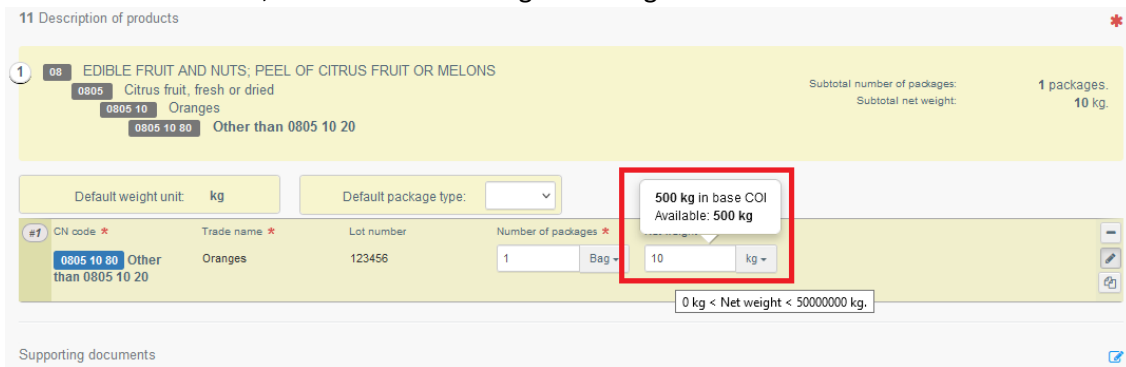 11 Description of products *
1 08 EDIBLE FRUIT AND NUTS; PEEL OF CITRUS FRUIT OR MELONS
0805 Citrus fruit, fresh or dried
0805 10 Oranges
0805 10 80 Other than 0805 10 20
Subtotal number of packages: 1 packages.
Subtotal net weight: 10 kg.
Default weight unit: kg
Default package type:
500 kg in base COI
Available: 500 kg
#1 CN code * Trade name * Lot number Number of packages *
0805 10 80 Other than 0805 10 20 Oranges 123456 1 Bag 10 kg
0 kg < Net weight < 50000000 kg.
Supporting documents